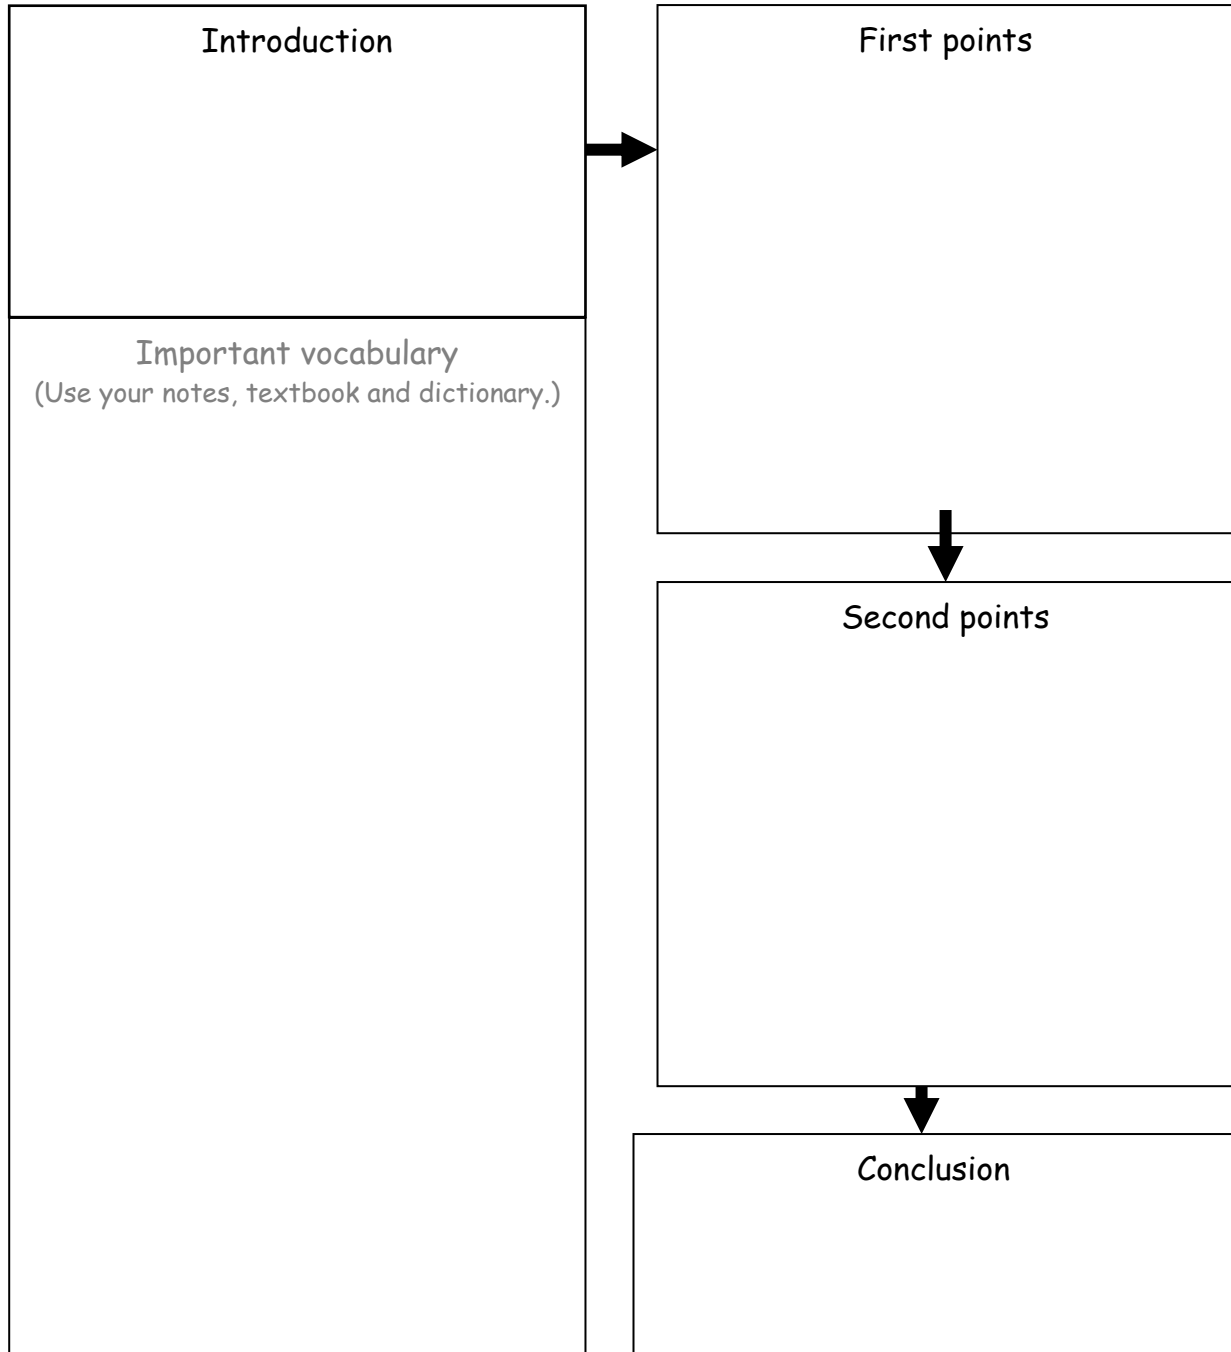 Introduction
Important vocabulary
(Use your notes, textbook and dictionary.)
First points
Second points
Conclusion